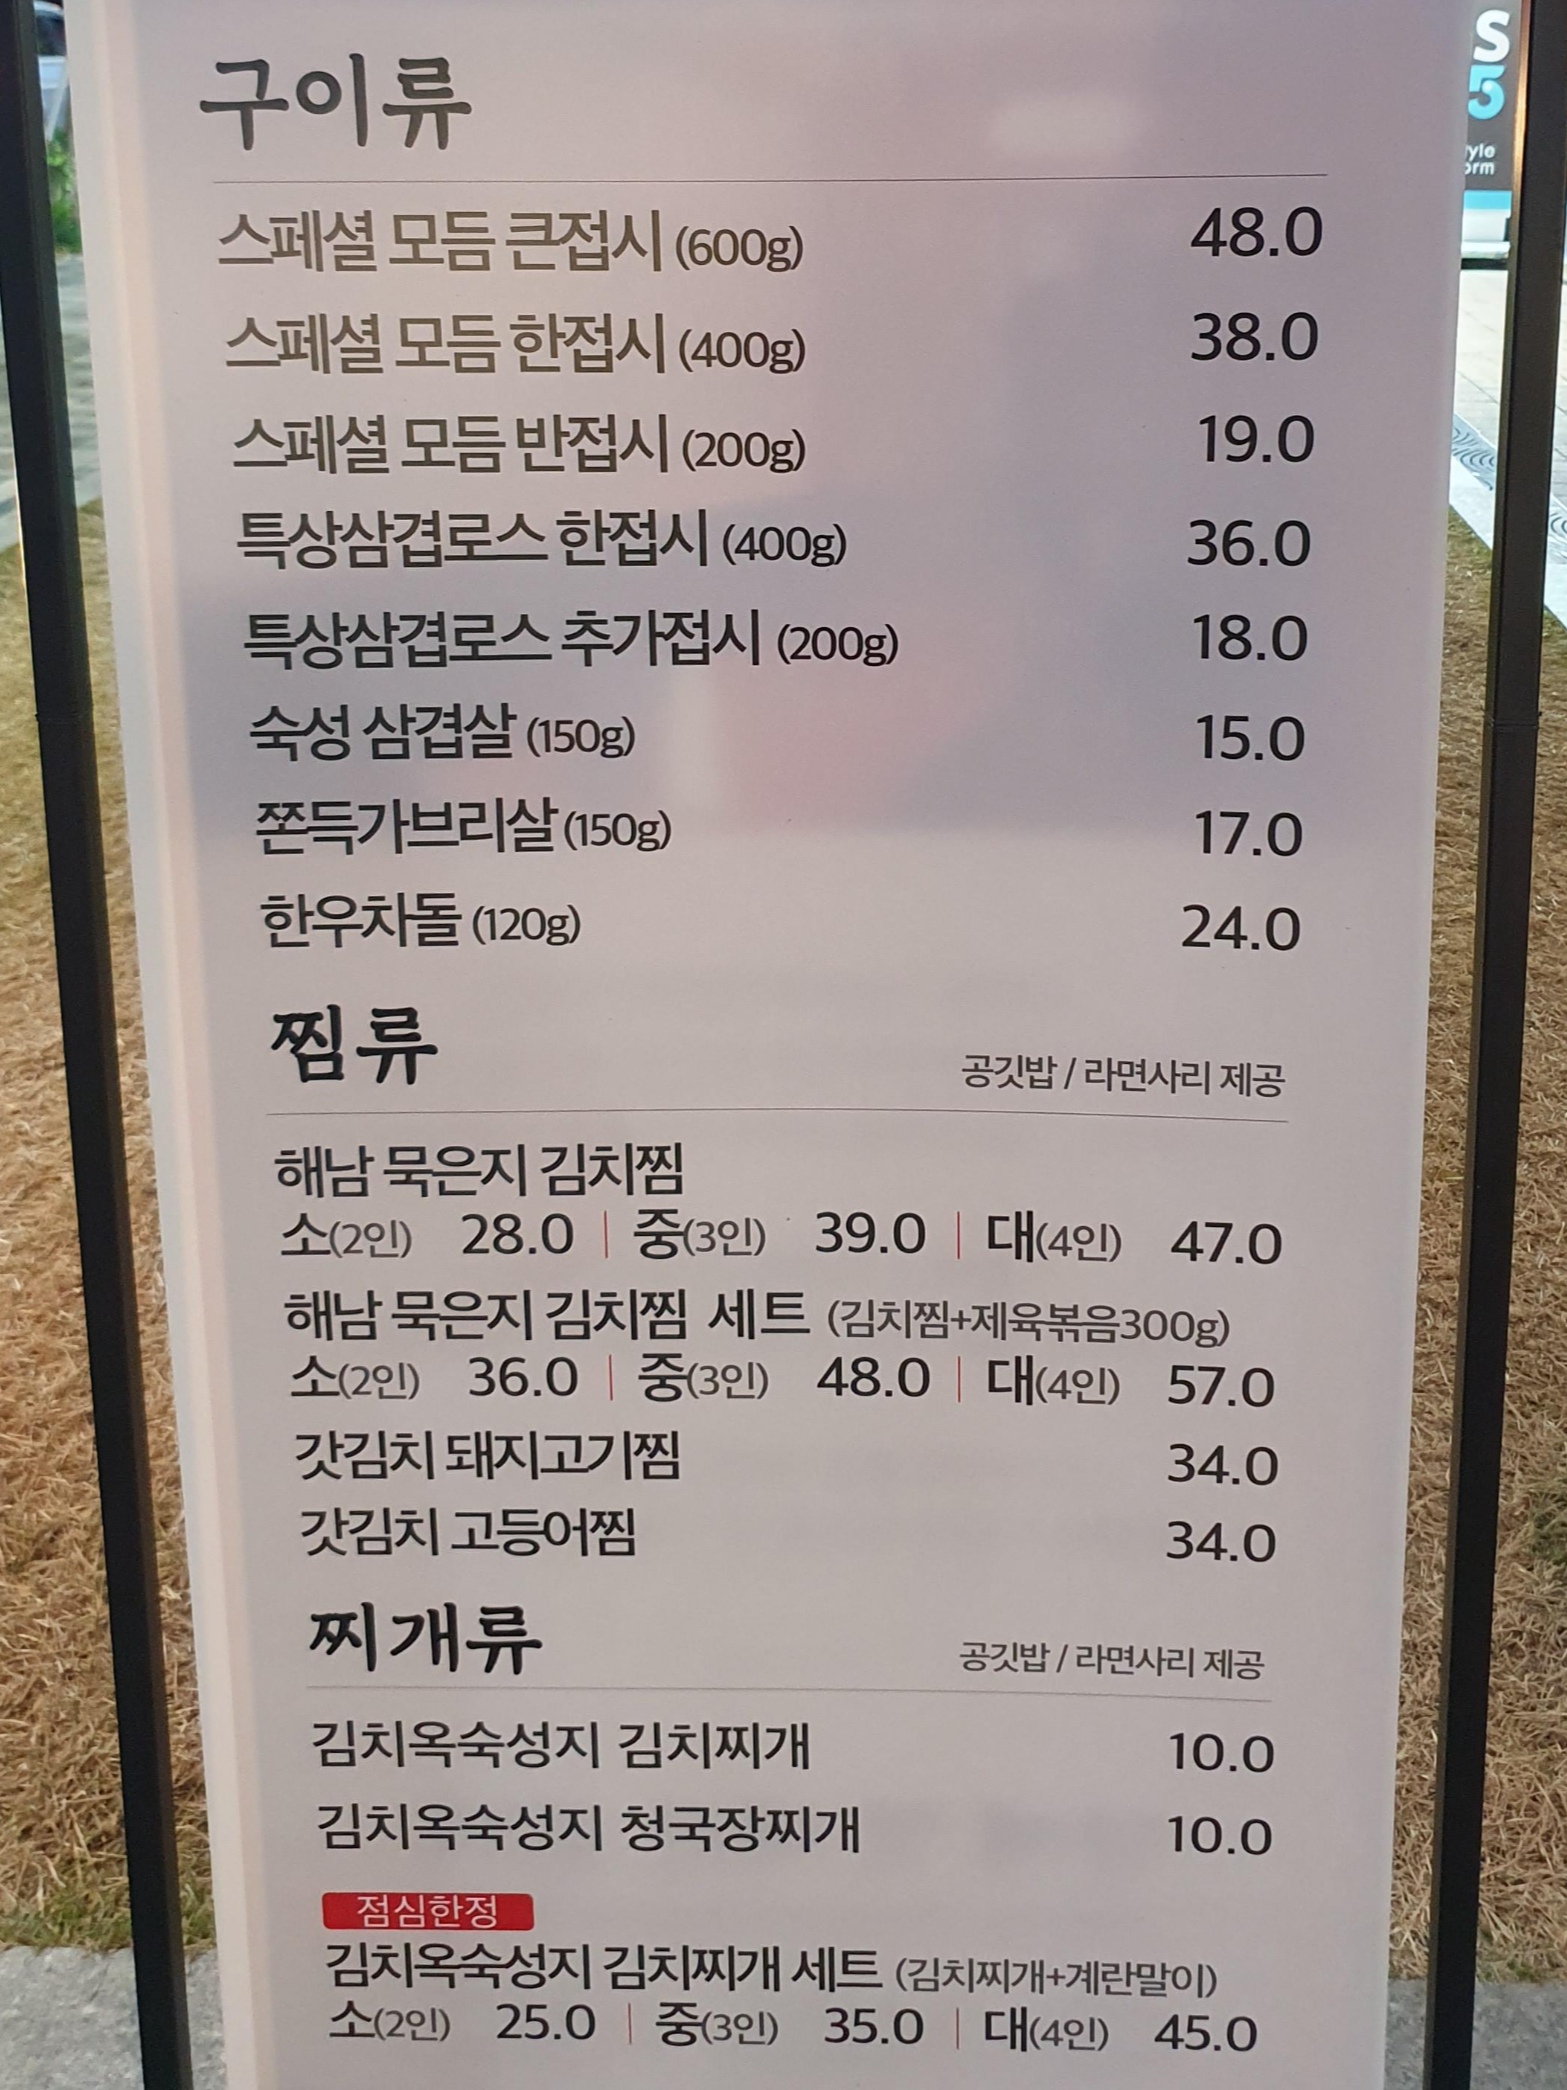 구이류
스페셜 모듬 큰접시 (600g) 48.0
스페셜 모듬 한접시 (400g) 38.0
스페셜 모듬 반접시 (200g) 19.0
특상삼겹로스 한접시 (400g) 36.0
특상삼겹로스 추가접시 (200g) 18.0
숙성 삼겹살 (150g) 15.0
쫀득가브리살 (150g) 17.0
한우차돌 (120g) 24.0
찜류 공깃밥 / 라면사리 제공
해남 묵은지 김치찜
소(2인) 28.0 | 중(3인) 39.0 | 대(4인) 47.0
해남 묵은지 김치찜 세트 (김치찜+제육볶음300g)
소(2인) 36.0 | 중(3인) 48.0 | 대(4인) 57.0
갓김치 돼지고기찜 34.0
갓김치 고등어찜 34.0
찌개류 공깃밥 / 라면사리 제공
김치옥숙성지 김치찌개 10.0
김치옥숙성지 청국장찌개 10.0
점심한정
김치옥숙성지 김치찌개 세트 (김치찌개+계란말이)
소(2인) 25.0 | 중(3인) 35.0 | 대(4인) 45.0